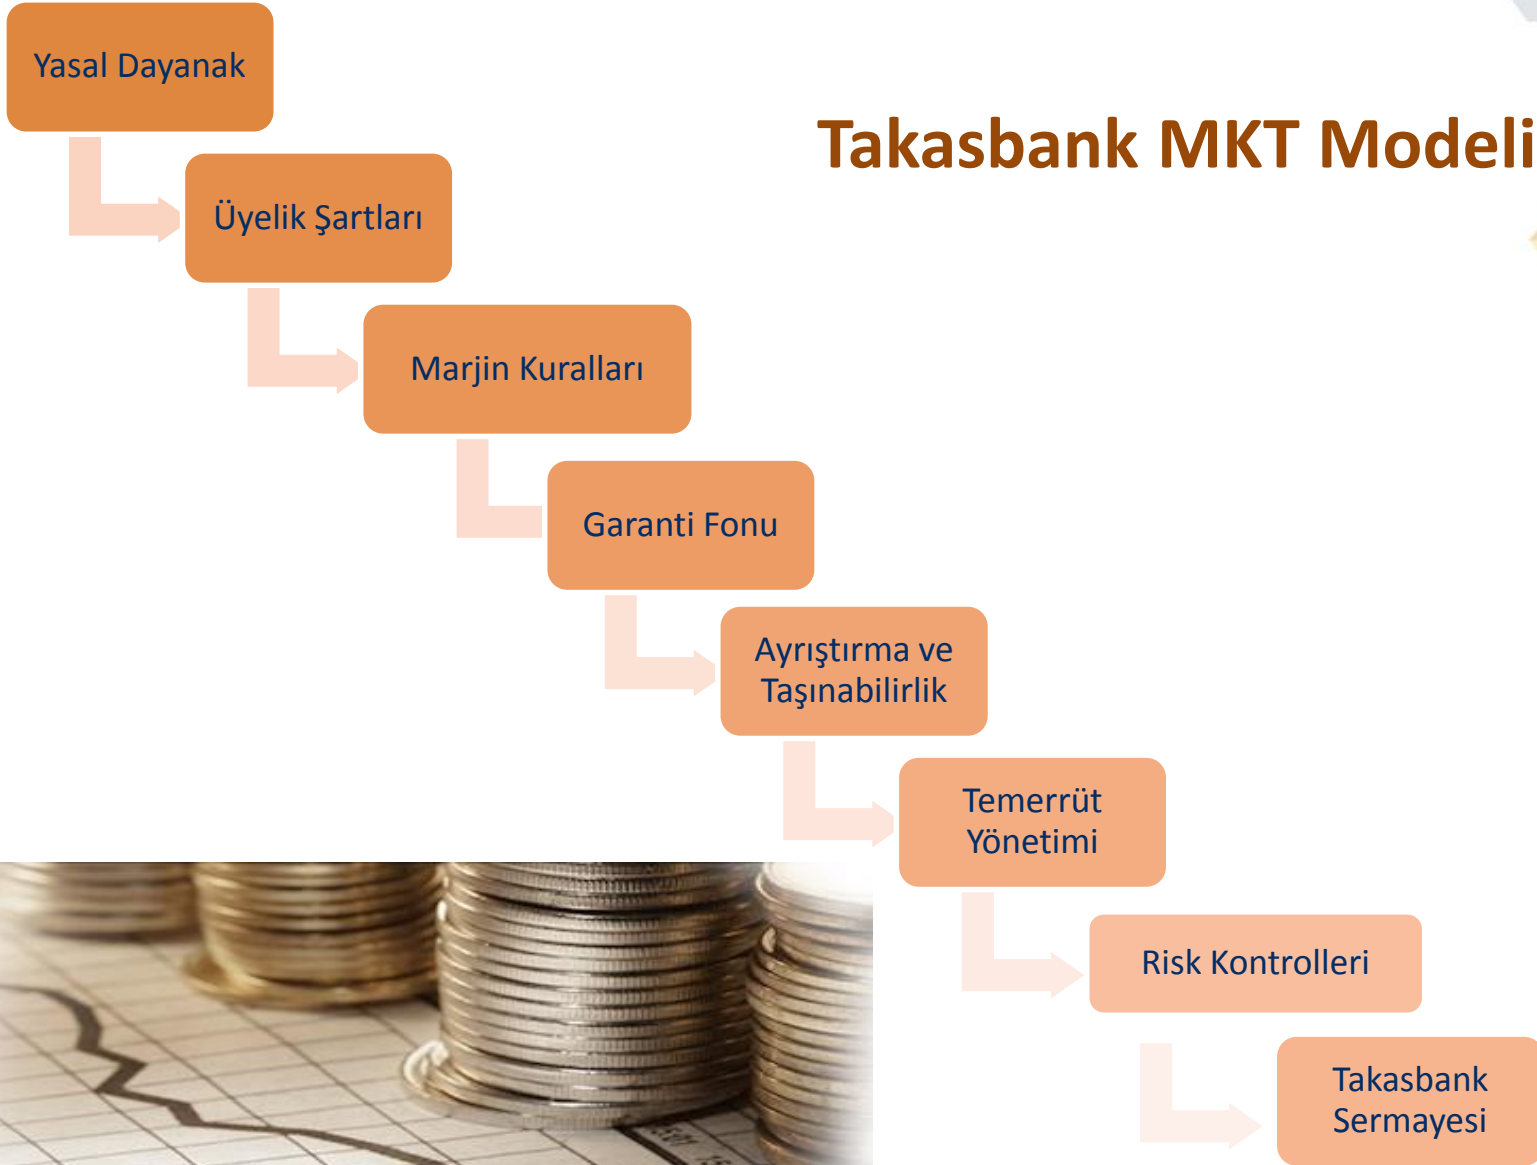 Yasal Dayanak
Takasbank MKT Modeli
Üyelik Şartları
Marjin Kuralları
Garanti Fonu
Ayrıştırma ve
Taşınabilirlik
Temerrüt
Yönetimi
Risk Kontrolleri
Takasbank
Sermayesi